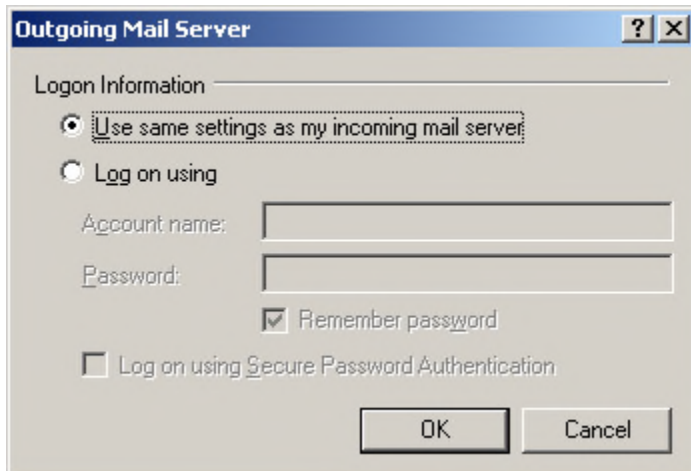 Outgoing Mail Server
Logon Information
Use same settings as my incoming mail server
Log on using
Account name:
Password:
Remember password
Log on using Secure Password Authentication
OK Cancel